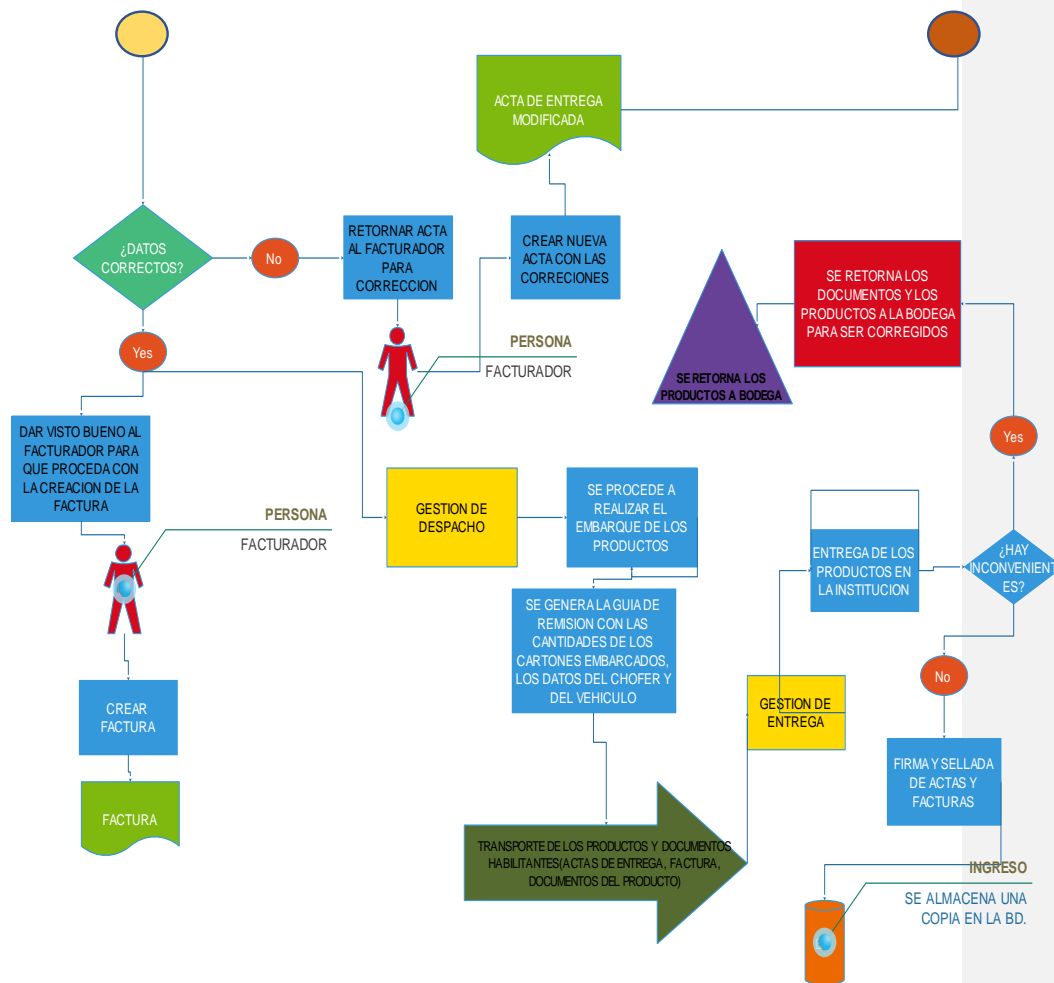 ACTA DE ENTREGA
MODIFICADA
¿DATOS
CORRECTOS?
No
RETORNAR ACTA
AL FACTURADOR
PARA
CORRECCION
CREAR NUEVA
ACTA CON LAS
CORRECIONES
SE RETORNA LOS
DOCUMENTOS Y LOS
PRODUCTOS A LA BODEGA
PARA SER CORREGIDOS
Yes
PERSONA
FACTURADOR
SE RETORNA LOS
PRODUCTOS A BODEGA
DAR VISTO BUENO AL
FACTURADOR PARA
QUE PROCEDA CON
LA CREACION DE LA
FACTURA
Yes
PERSONA
FACTURADOR
GESTION DE
DESPACHO
SE PROCEDE A
REALIZAR EL
EMBARQUE DE LOS
PRODUCTOS
ENTREGA DE LOS
PRODUCTOS EN
LA INSTITUCION
¿HAY
INCONVENIENT
ES?
SE GENERA LA GUIA DE
REMISION CON LAS
CANTIDADES DE LOS
CARTONES EMBARCADOS,
LOS DATOS DEL CHOFER Y
DEL VEHICULO
No
CREAR
FACTURA
GESTION DE
ENTREGA
FIRMA Y SELLADA
DE ACTAS Y
FACTURAS
FACTURA
TRANSPORTE DE LOS PRODUCTOS Y DOCUMENTOS
HABILITANTES(ACTAS DE ENTREGA, FACTURA,
DOCUMENTOS DEL PRODUCTO)
INGRESO
SE ALMACENA UNA
COPIA EN LA BD.